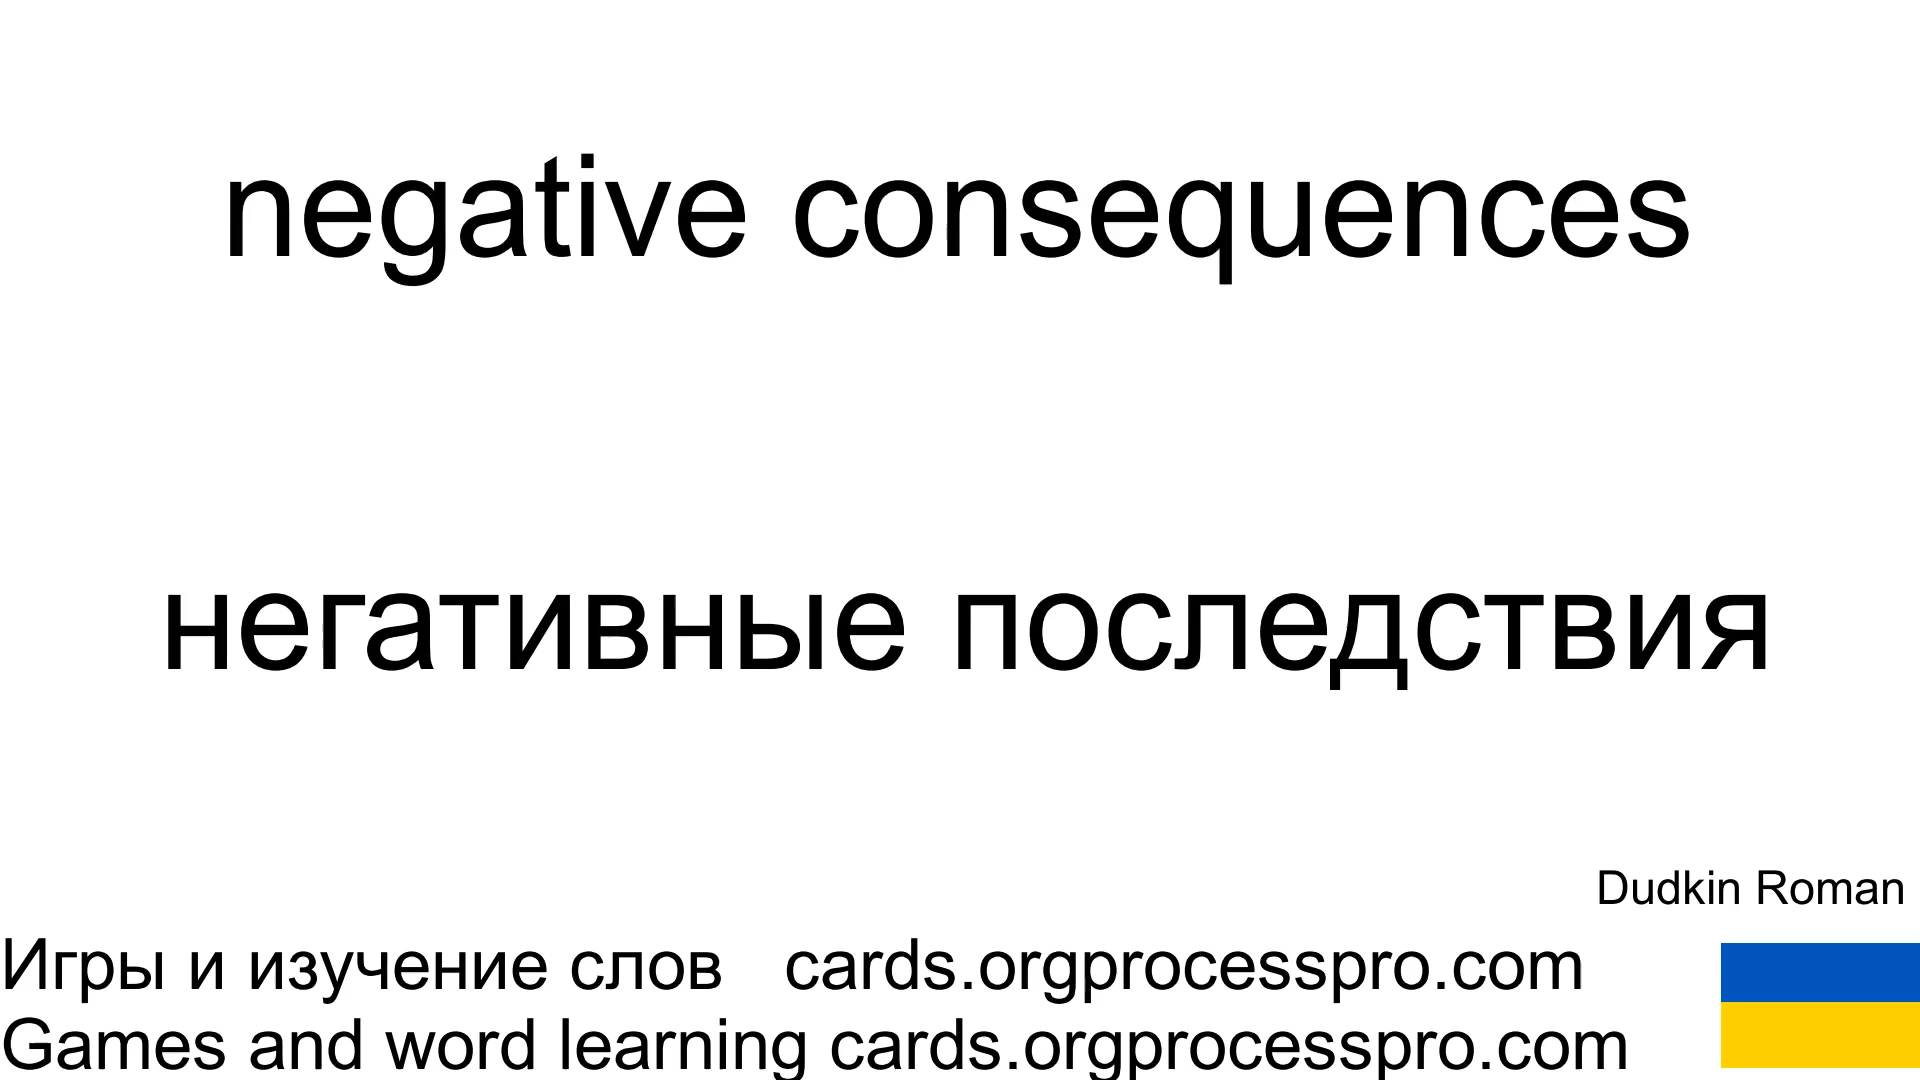 negative consequences
негативные последствия
Dudkin Roman
Игры и изучение слов cards.orgprocesspro.com
Games and word learning cards.orgprocesspro.com